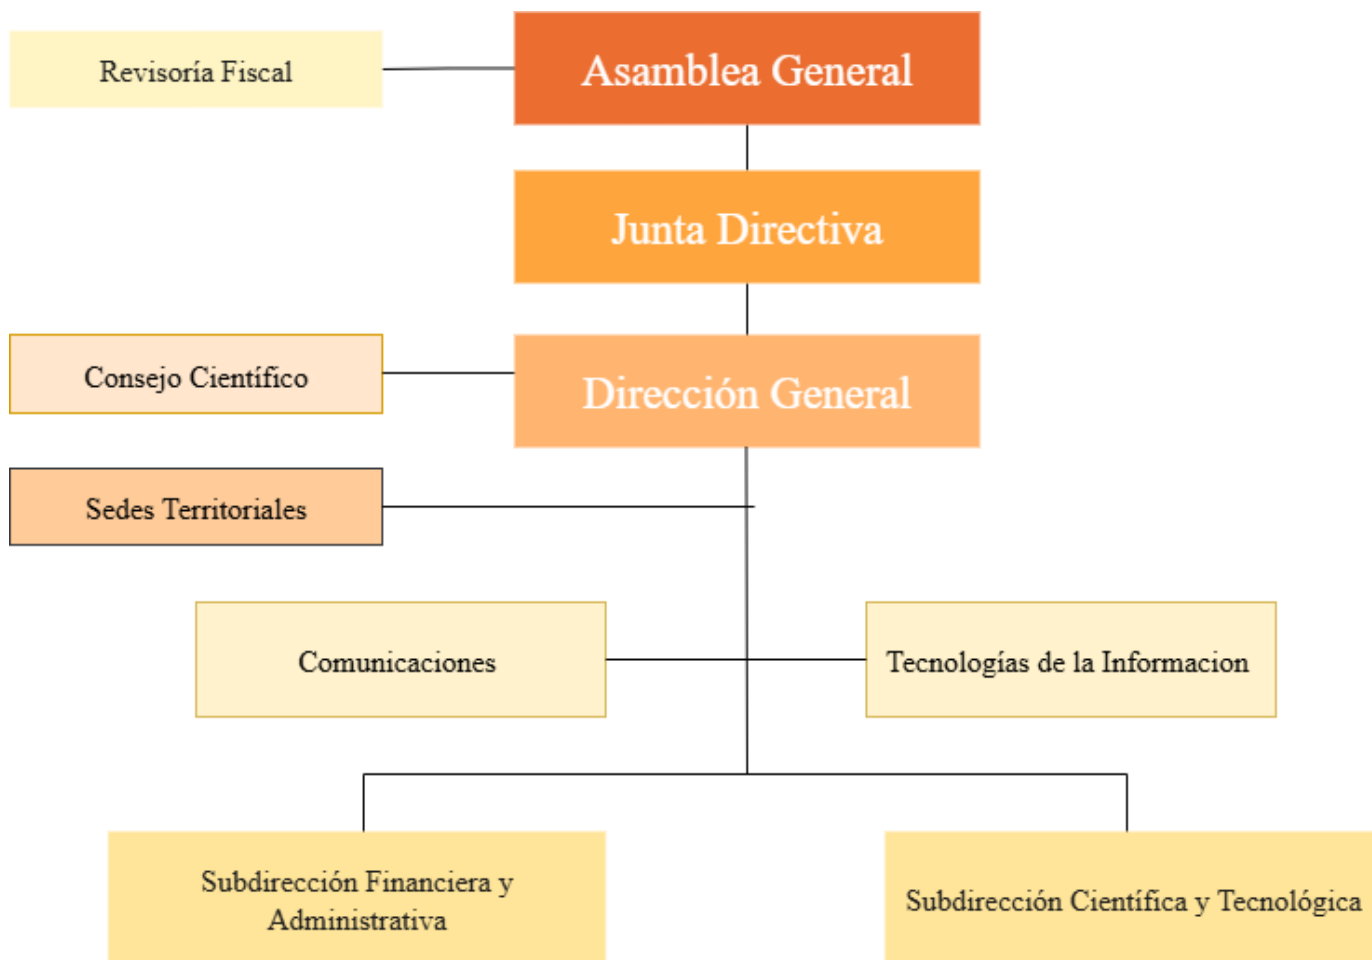 Revisoría Fiscal
Asamblea General
Junta Directiva
Consejo Científico
Dirección General
Sedes Territoriales
Comunicaciones
Tecnologías de la Informacion
Subdirección Financiera y
Administrativa
Subdirección Científica y Tecnológica